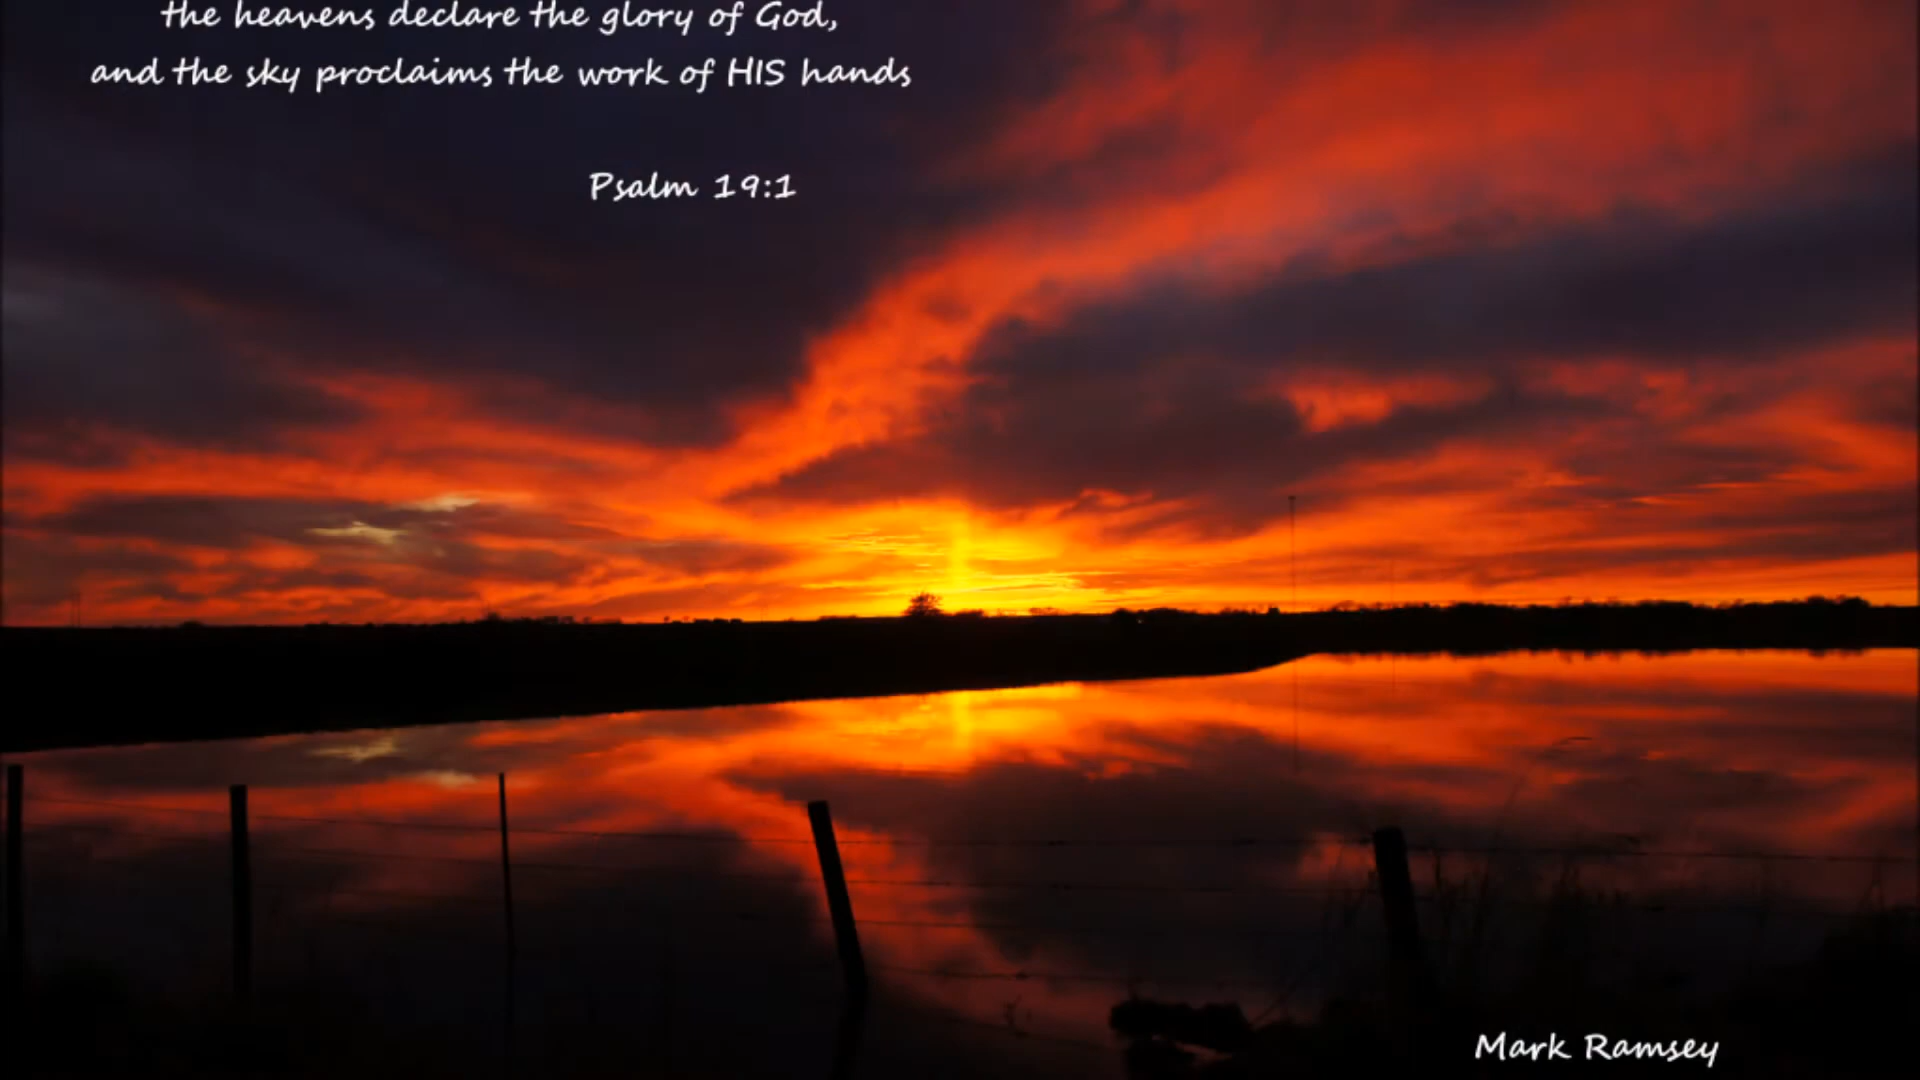 the heavens declare the glory of God,
and the sky proclaims the work of HIS hands
Psalm 19:1
Mark Ramsey